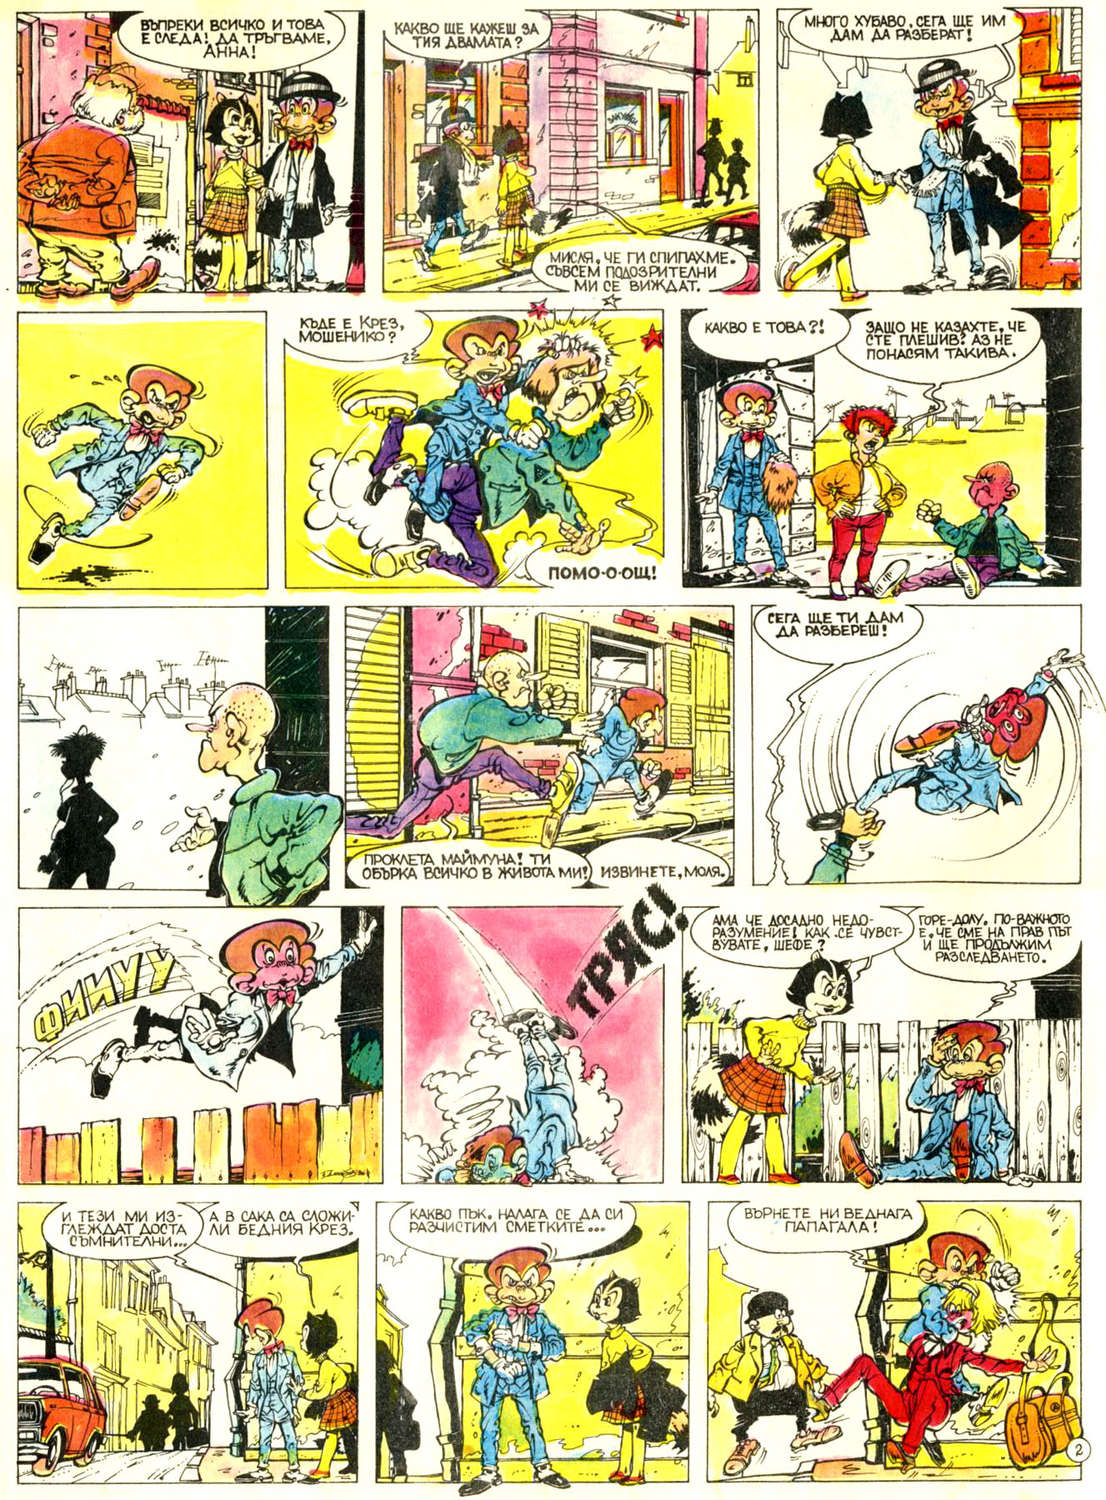 ВЪПРЕКИ ВСИЧКО И ТОВА
Е СЛЕДА! ДА ТРЪГВАМЕ,
АННА!
КАКВО ЩЕ КАЖЕШ ЗА
ТИЯ ДВАМАТА?
ЗАКУСКИ
МИСЛЯ, ЧЕ ГИ СПИПАХМЕ.
СЪВСЕМ ПОДОЗРИТЕЛНИ
МИ СЕ ВИЖДАТ.
МНОГО ХУБАВО, СЕГА ЩЕ ИМ
ДАМ ДА РАЗБЕРАТ!
КЪДЕ Е КРЕЗ,
МОШЕНИКО?
ПОМО-О-ОЩ!
КАКВО Е ТОВА?!
ЗАЩО НЕ КАЗАХТЕ, ЧЕ
СТЕ ПЛЕШИВ? АЗ НЕ
ПОНАСЯМ ТАКИВА.
ПРОКЛЕТА МАЙМУНА! ТИ
ОБЪРКА ВСИЧКО В ЖИВОТА МИ!
ИЗВИНЕТЕ, МОЛЯ.
СЕГА ЩЕ ТИ ДАМ
ДА РАЗБЕРЕШ!
ФИИУУ
ТРЯС!
АМА ЧЕ ДОСАДНО НЕДО-
РАЗУМЕНИЕ! КАК СЕ ЧУВСТ-
ВУВАТЕ, ШЕФЕ?
ГОРЕ-ДОЛУ. ПО-ВАЖНОТО
Е, ЧЕ СМЕ НА ПРАВ ПЪТ
И ЩЕ ПРОДЪЛЖИМ
РАЗСЛЕДВАНЕТО.
И ТЕЗИ МИ ИЗ-
ГЛЕЖДАТ ДОСТА
СЪМНИТЕЛНИ...
А В САКА СА СЛОЖИ-
ЛИ БЕДНИЯ КРЕЗ.
КАКВО ПЪК. НАЛАГА СЕ ДА СИ
РАЗЧИСТИМ СМЕТКИТЕ...
ВЪРНЕТЕ НИ ВЕДНАГА
ПАПАГАЛА!
2